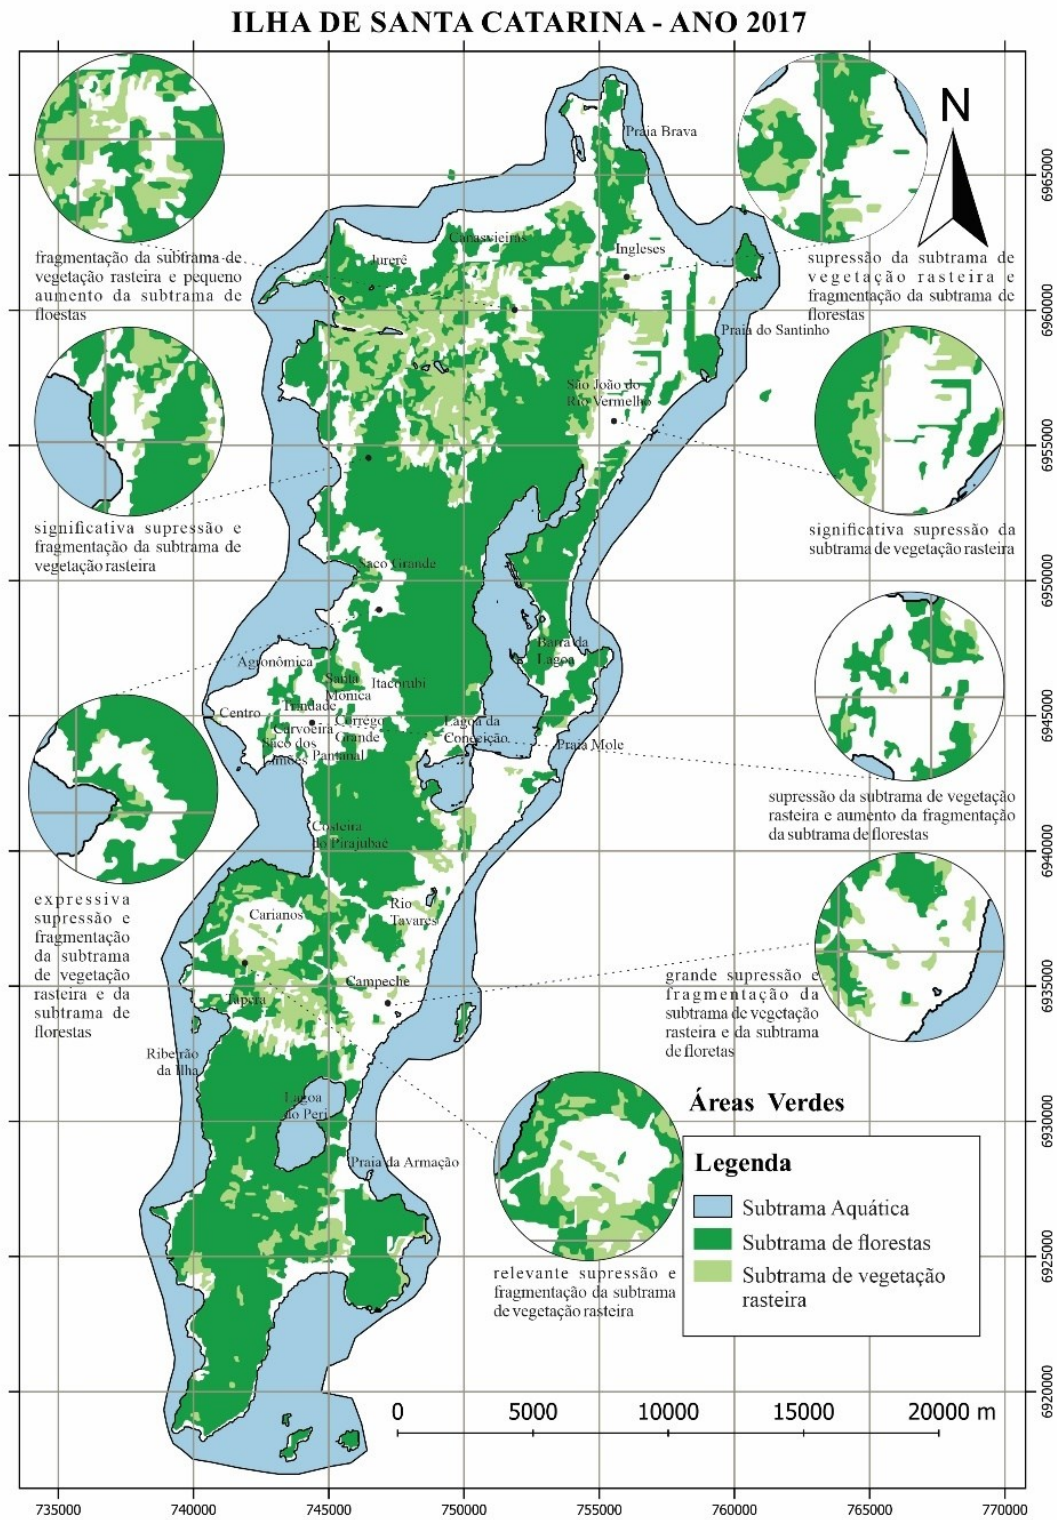 ILHA DE SANTA CATARINA - ANO 2017
N
Praia Brava
Canasvieiras
Jurerê
Ingleses
Praia do Santinho
São João do
Rio Vermelho
Saco Grande
Barra da
Lagoa
Agronômica
Santa
Mônica
Itacorubi
Trindade
Centro
Córrego
Grande
Carvoeira
Saco dos
Limões
Pantanal
Lagoa da
Conceição
Praia Mole
Costeira
do Pirajubaé
Rio
Tavares
Carianos
Campeche
Tapera
Ribeirão
da Ilha
Lagoa
do Peri
Praia da Armação
fragmentação da subtrama de
vegetação rasteira e pequeno
aumento da subtrama de
floestas
significativa supressão e
fragmentação da subtrama de
vegetação rasteira
expressiva
supressão e
fragmentação
da subtrama
de vegetação
rasteira e da
subtrama de
florestas
supressão da subtrama de
vegetação rasteira e
fragmentação da subtrama de
florestas
significativa supressão da
subtrama de vegetação rasteira
supressão da subtrama de vegetação
rasteira e aumento da fragmentação
da subtrama de florestas
grande supressão e
fragmentação da
subtrama de vegetação
rasteira e da subtrama
de floretas
relevante supressão e
fragmentação da subtrama
de vegetação rasteira
Áreas Verdes
Legenda
Subtrama Aquática
Subtrama de florestas
Subtrama de vegetação
rasteira
0 5000 10000 15000 20000 m
6965000
6960000
6955000
6950000
6945000
6940000
6935000
6930000
6925000
6920000
735000 740000 745000 750000 755000 760000 765000 770000